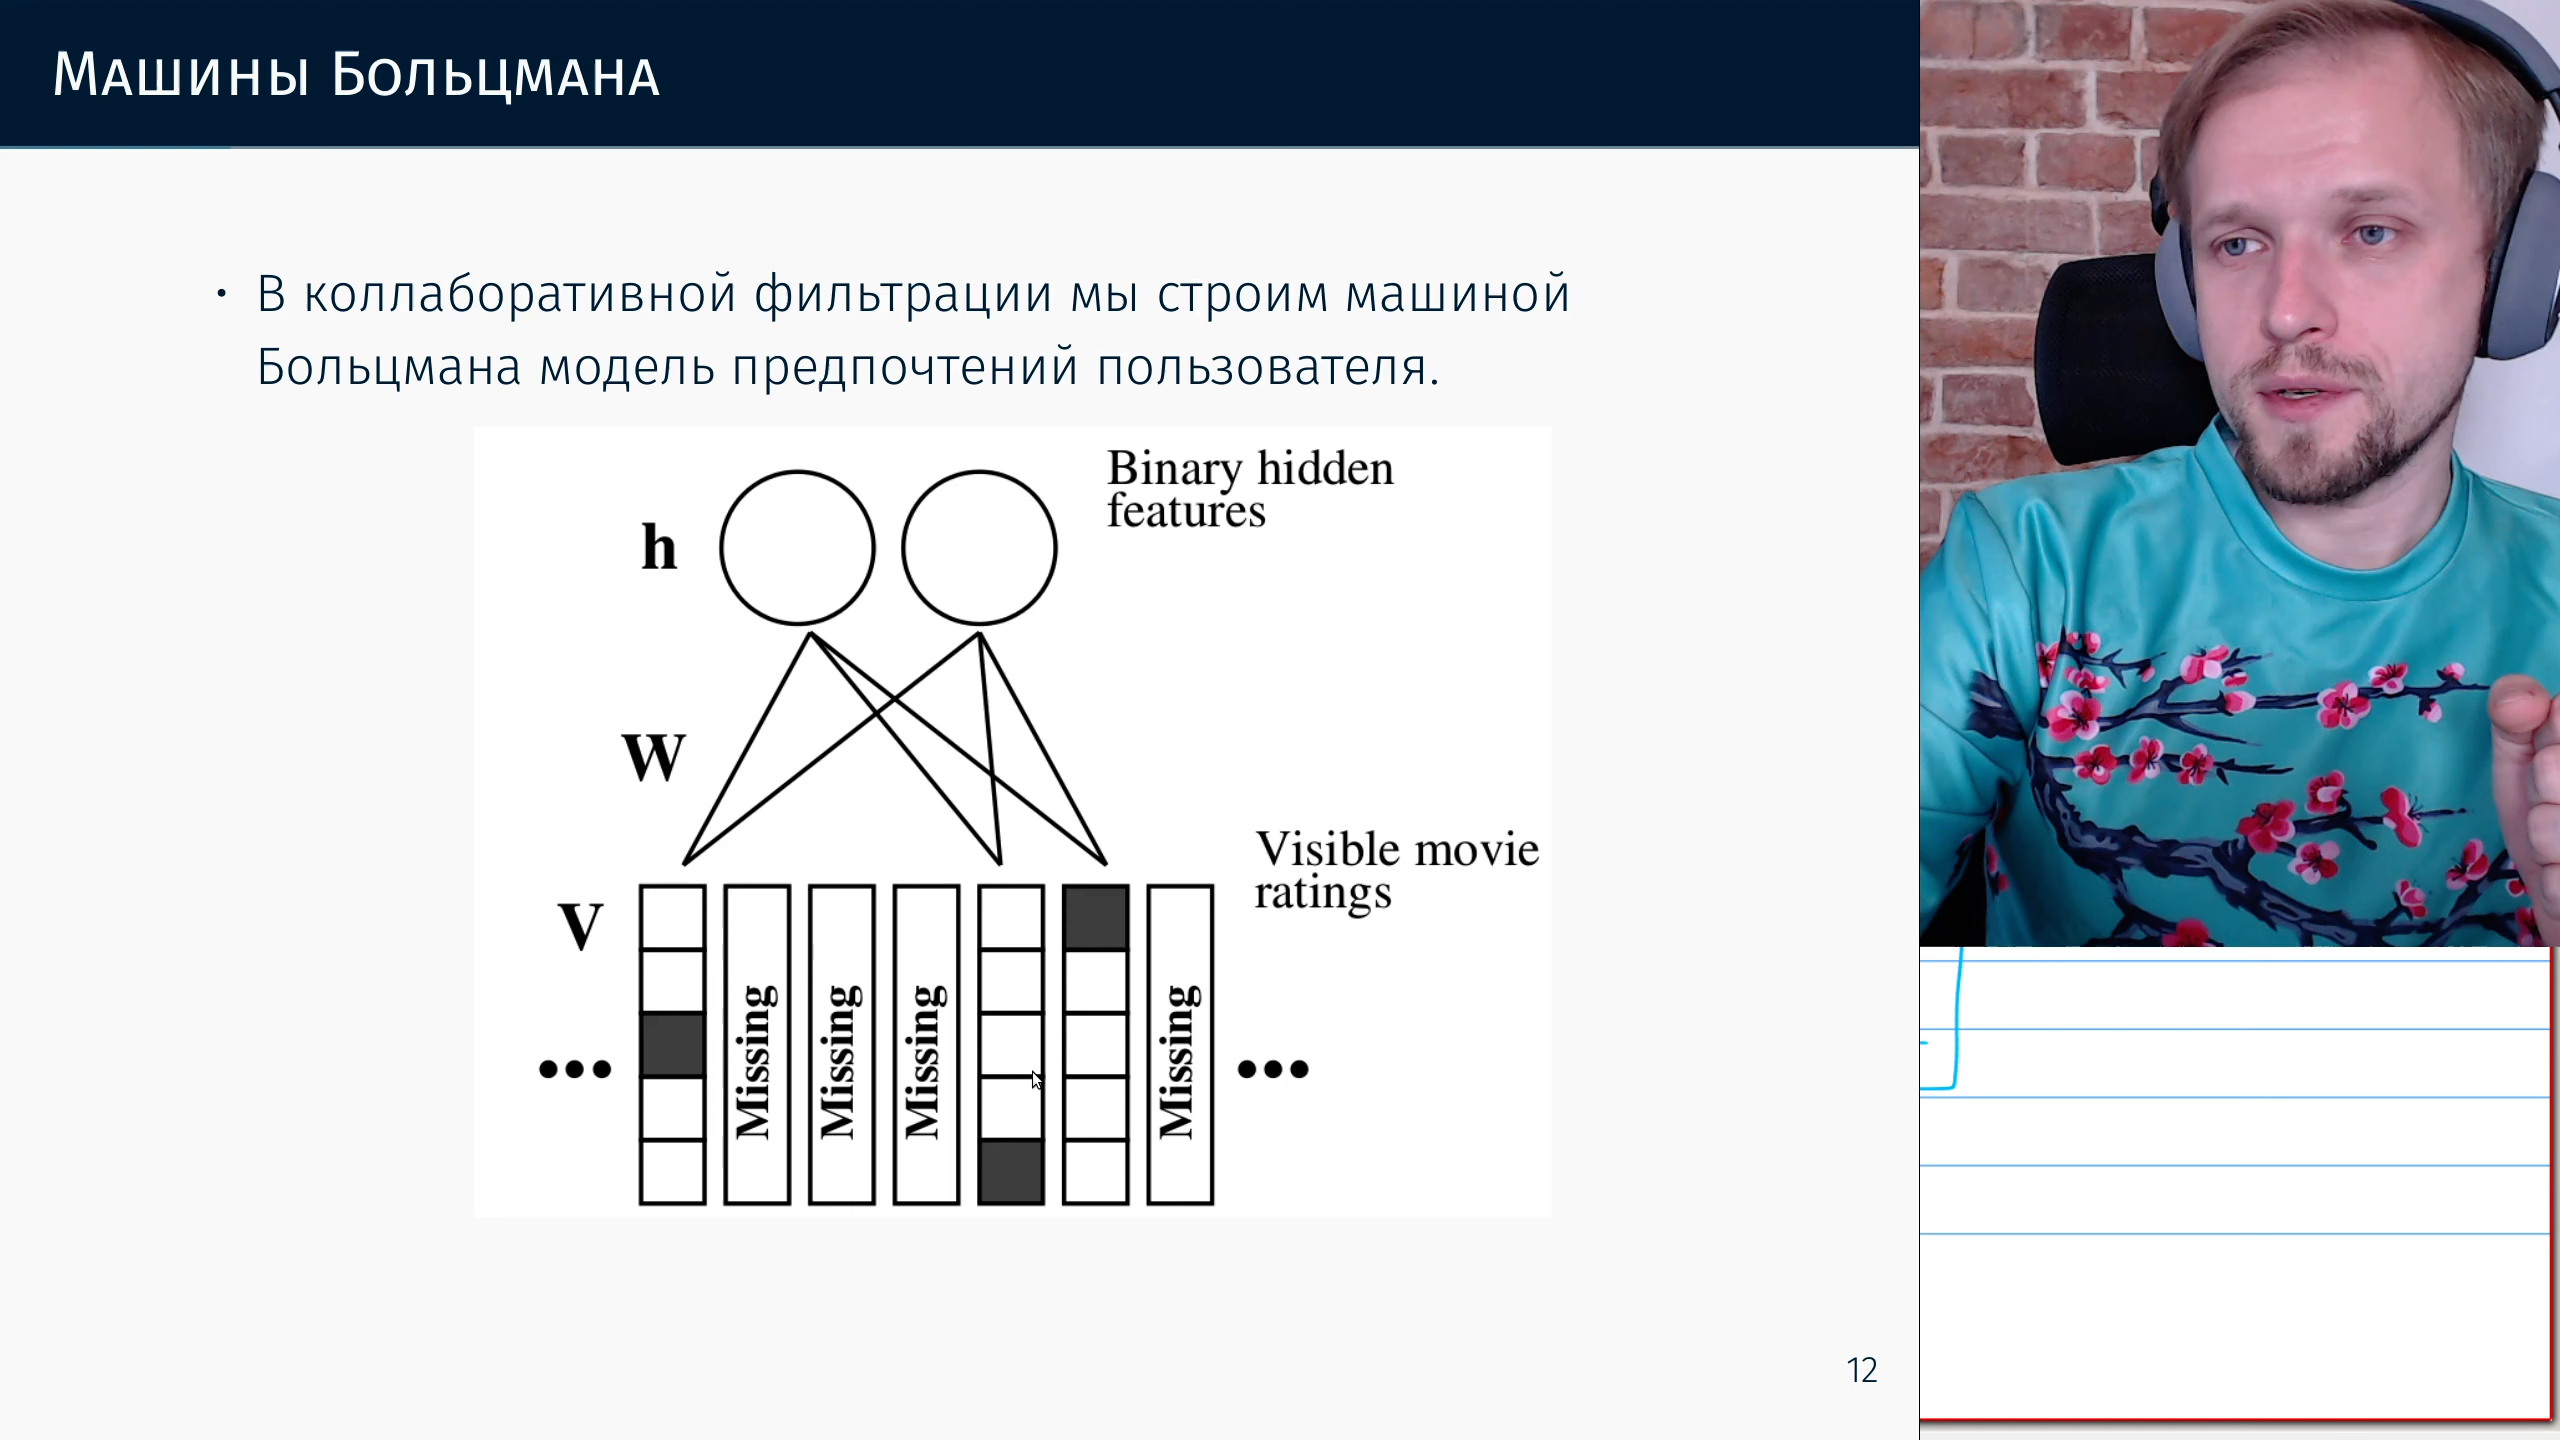 Машины Больцмана
• В коллаборативной фильтрации мы строим машиной
Больцмана модель предпочтений пользователя.
Binary hidden
features
h
W
Visible movie
ratings
V
Missing
Missing
Missing
Missing
•••
•••
12